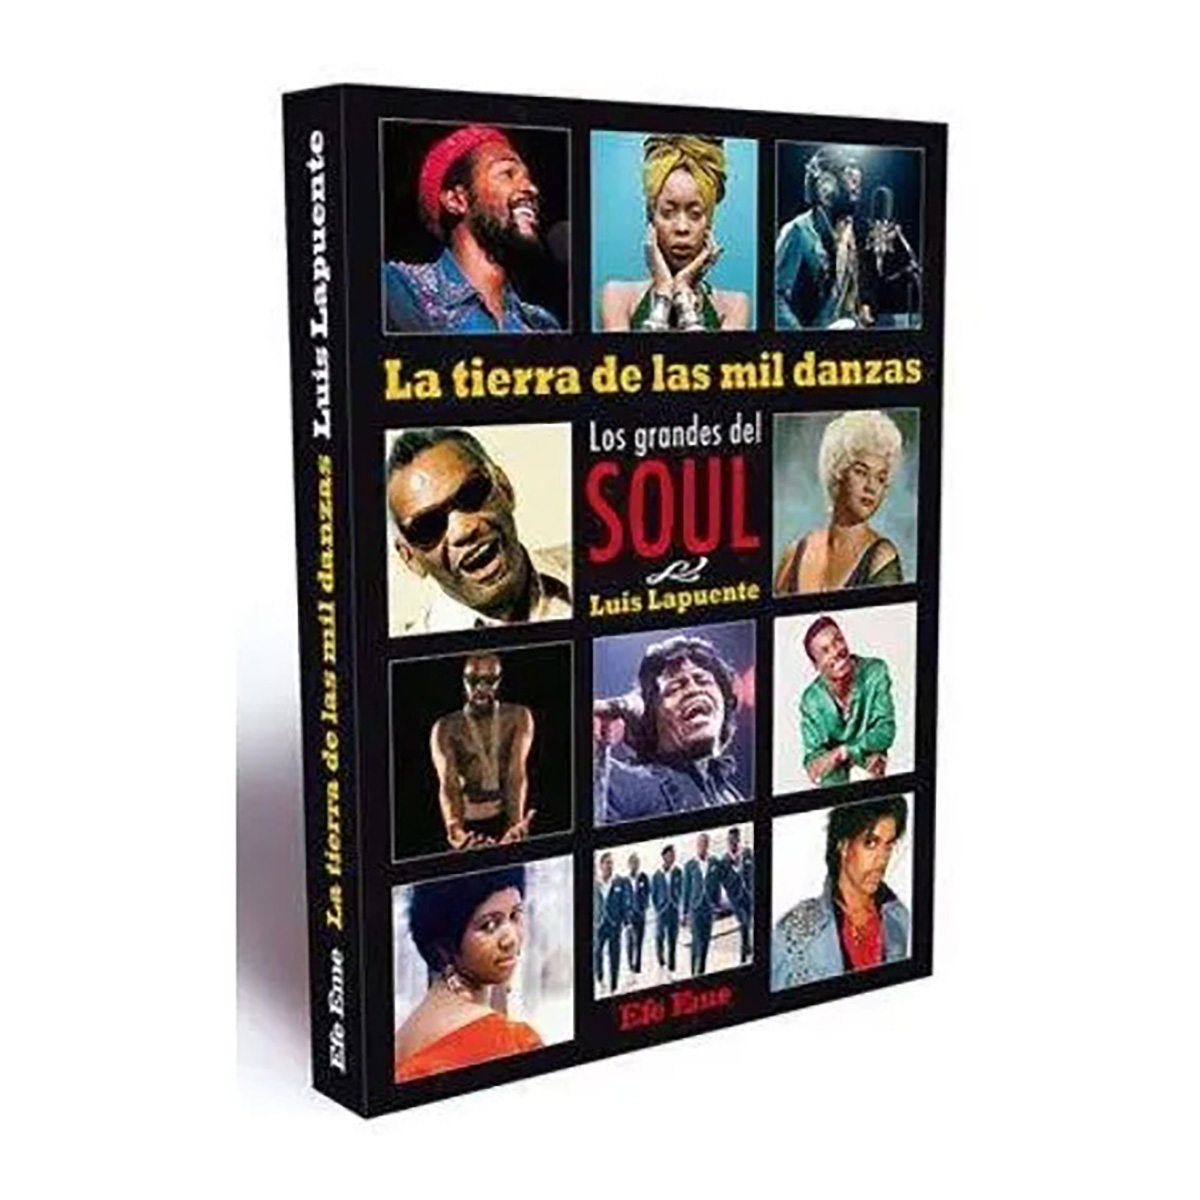 La tierra de las mil danzas
Los grandes del
SOUL
Luis Lapuente
Efe Eme
Efe Eme La tierra de las mil danzas Luis Lapuente